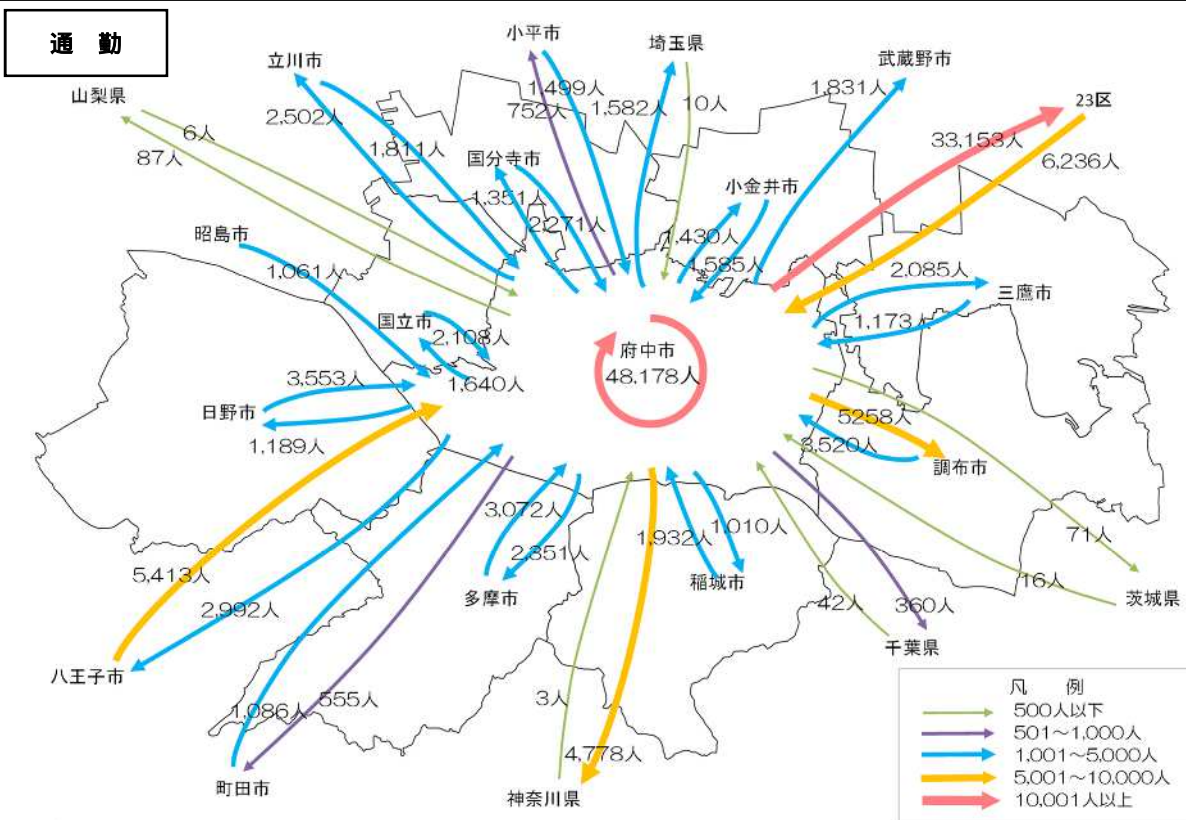 通 勤
小平市
埼玉県
立川市
武蔵野市
山梨県
23区
1,499人
752人
1,582人
10人
1,831人
2,502人
6人
87人
1,811人
33,153人
6,236人
国分寺市
1,351人
2,271人
小金井市
1,430人
1,585人
昭島市
1,061人
2,085人
三鷹市
1,173人
国立市
2,108人
1,640人
府中市
48,178人
3,553人
日野市
1,189人
5258人
3,520人
調布市
3,072人
2,351人
多摩市
1,932人
1,010人
稲城市
71人
16人
茨城県
42人
360人
千葉県
5,413人
2,992人
八王子市
1,086人
555人
町田市
3人
4,778人
神奈川県
凡 例
500人以下
501～1,000人
1,001～5,000人
5,001～10,000人
10,001人以上